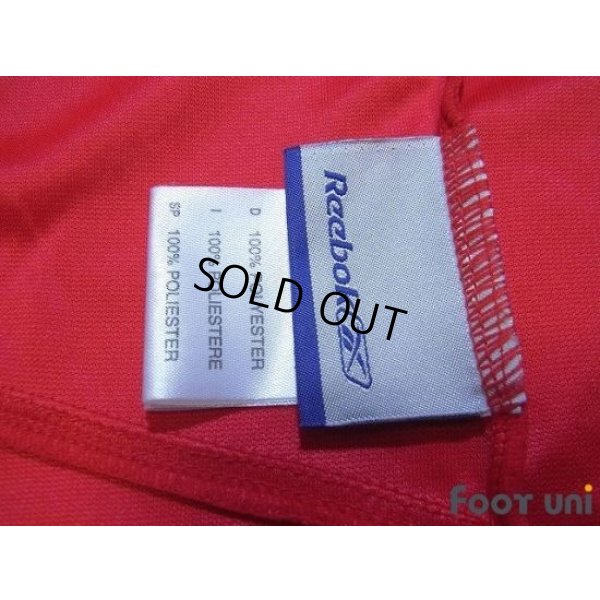 D 100% POLYESTER
I 100% POLIESTERE
SP 100% POLIESTER
Reebok
SOLD OUT
FOOT UNI